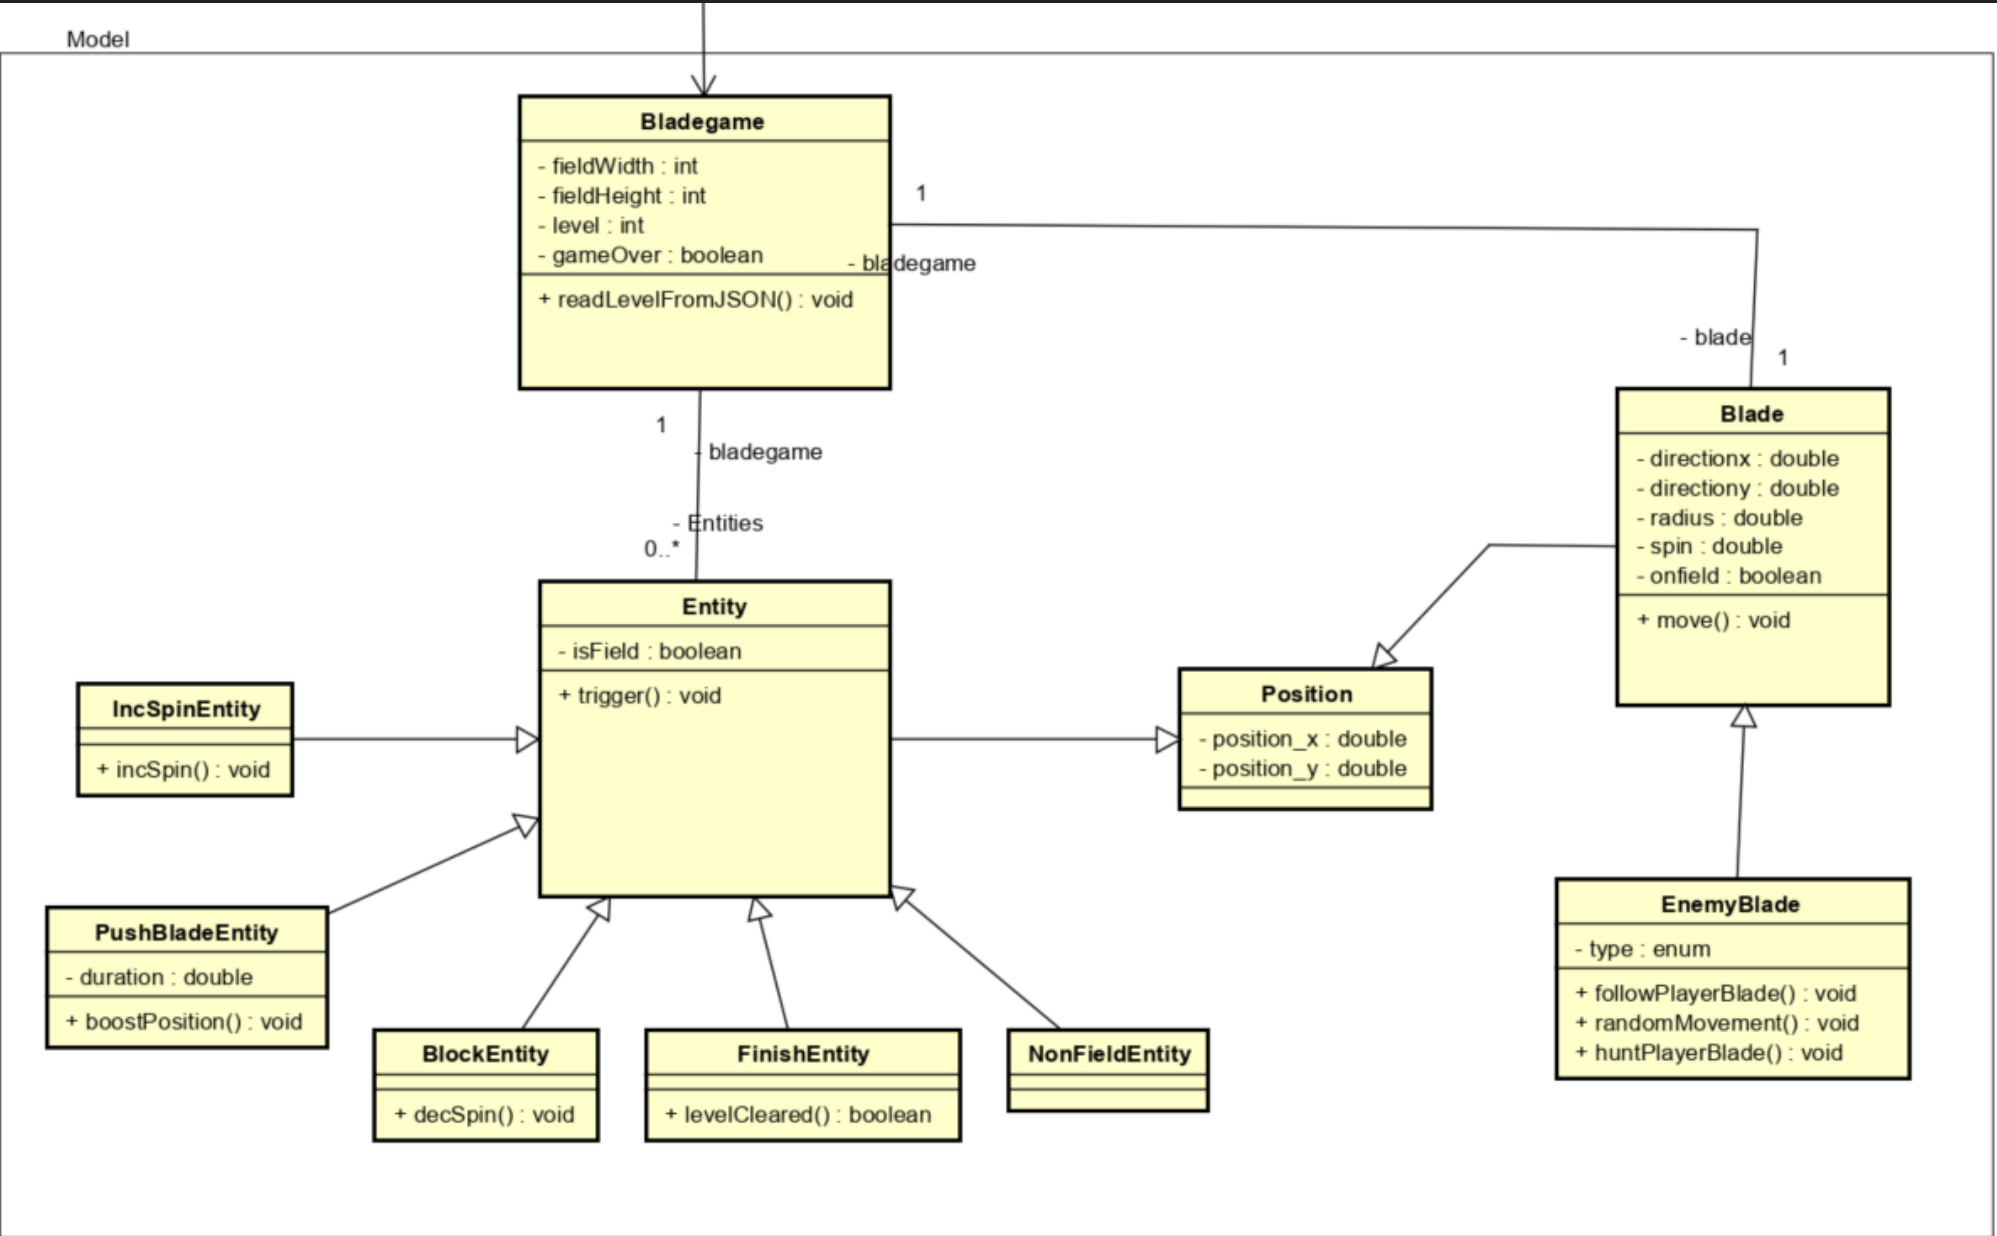 Model
Bladegame
- fieldWidth : int
- fieldHeight : int
- level : int
- gameOver : boolean
+ readLevelFromJSON() : void
1
- bladegame
- blade
1
Blade
- directionx : double
- directiony : double
- radius : double
- spin : double
- onfield : boolean
+ move() : void
1
- bladegame
- Entities
0..*
Entity
- isField : boolean
+ trigger() : void
Position
- position_x : double
- position_y : double
IncSpinEntity
+ incSpin() : void
PushBladeEntity
- duration : double
+ boostPosition() : void
BlockEntity
+ decSpin() : void
FinishEntity
+ levelCleared() : boolean
NonFieldEntity
EnemyBlade
- type : enum
+ followPlayerBlade() : void
+ randomMovement() : void
+ huntPlayerBlade() : void